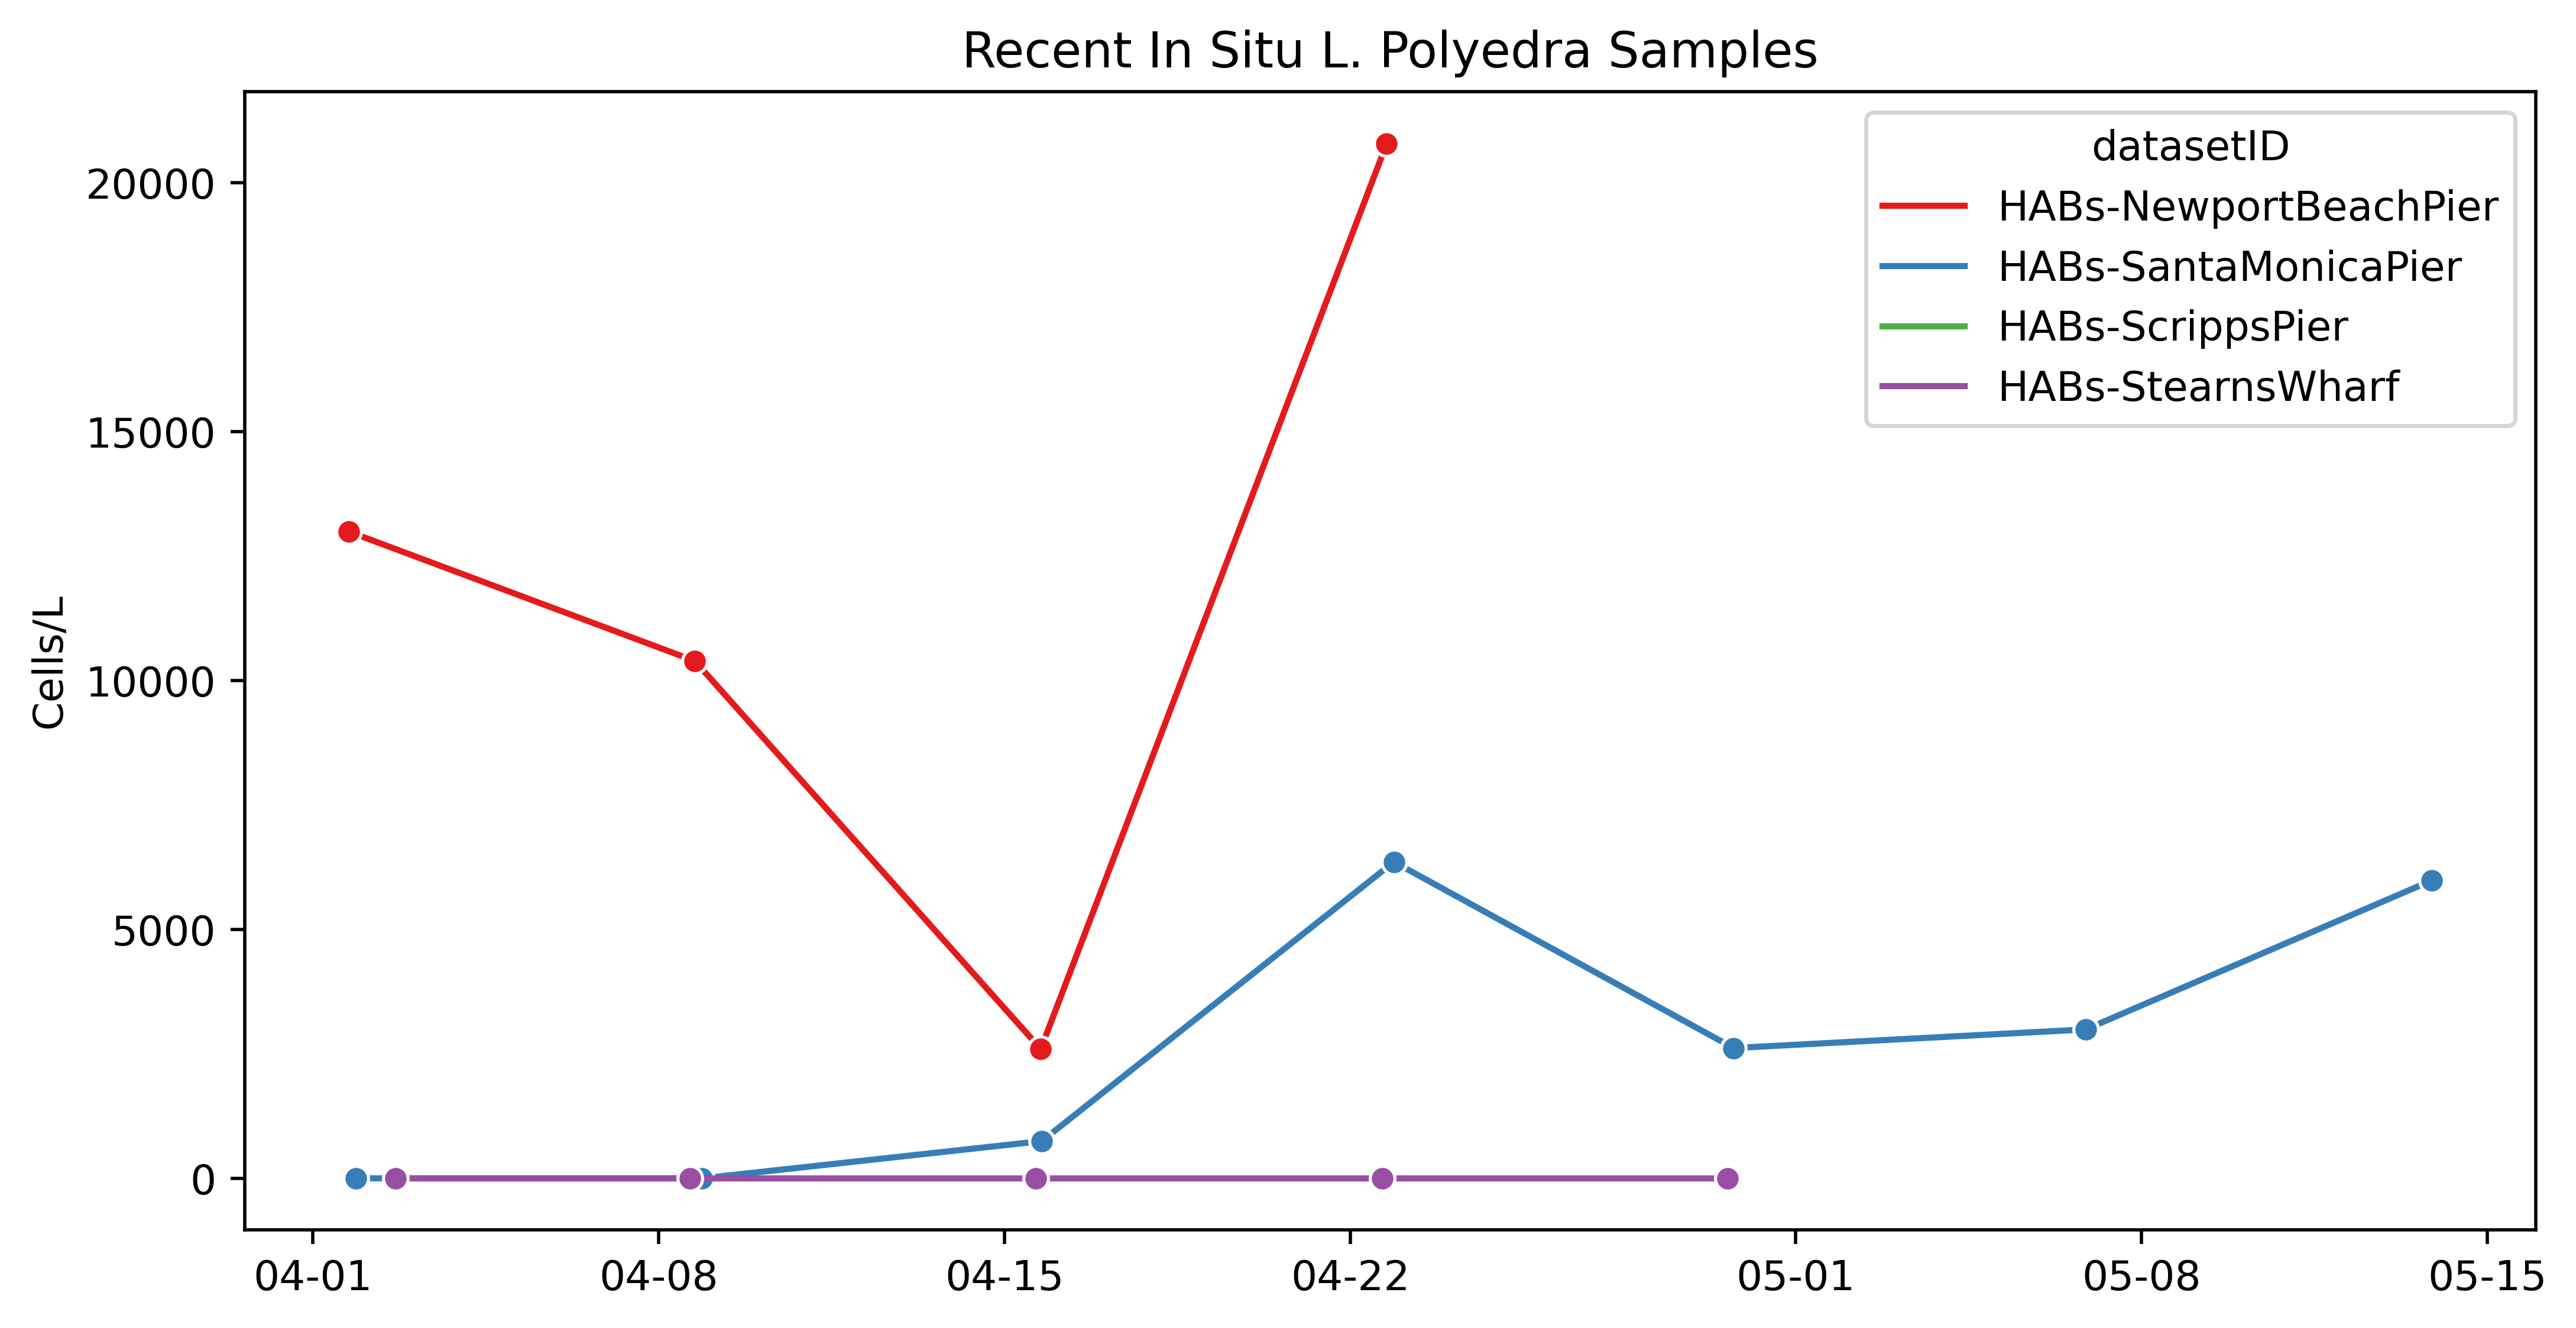 Recent In Situ L. Polyedra Samples
datasetID
HABs-NewportBeachPier
HABs-SantaMonicaPier
HABs-ScrippsPier
HABs-StearnsWharf
Cells/L
20000
15000
10000
5000
0
04-01 04-08 04-15 04-22 05-01 05-08 05-15